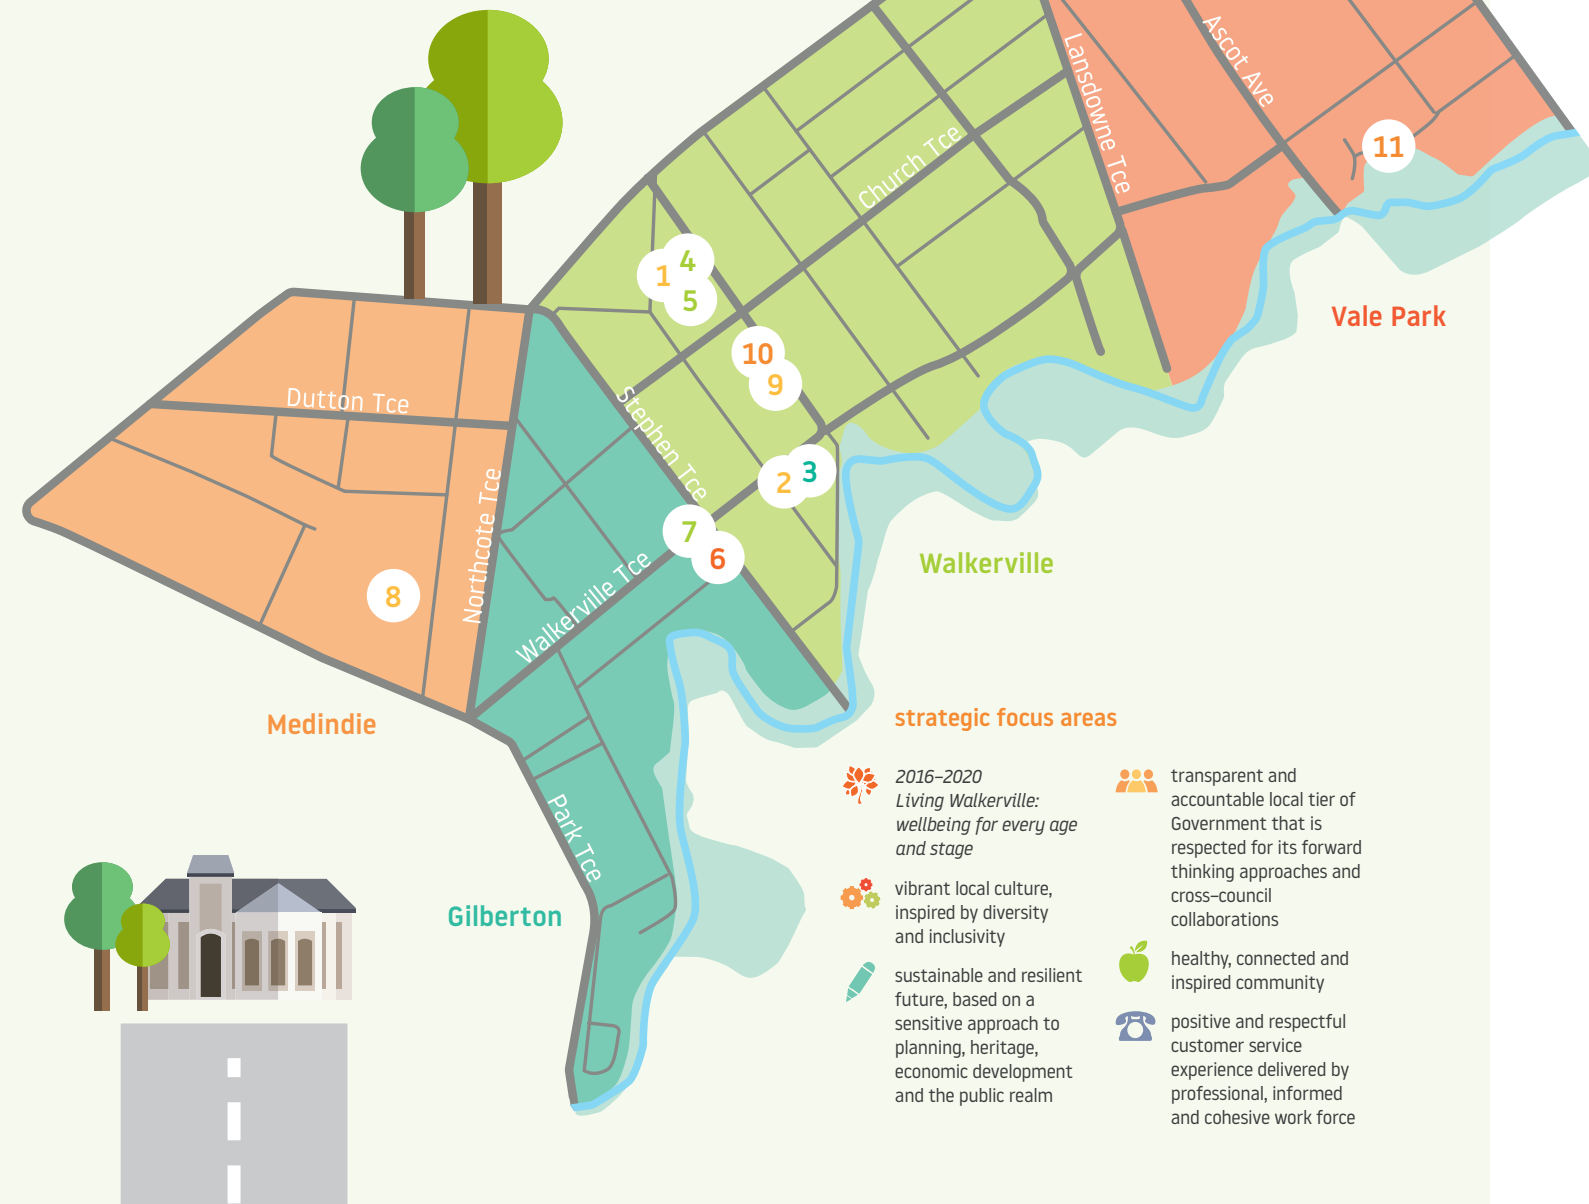 Ascot Ave
Lansdowne Tce
Church Tce
11
4
1
5
Vale Park
10
9
Dutton Tce
Stephen Tce
3
2
7
6
Northcote Tce
Walkerville Tce
Walkerville
8
Medindie
Park Tce
Gilberton
strategic focus areas
2016–2020
Living Walkerville:
wellbeing for every age
and stage
vibrant local culture,
inspired by diversity
and inclusivity
sustainable and resilient
future, based on a
sensitive approach to
planning, heritage,
economic development
and the public realm
transparent and
accountable local tier of
Government that is
respected for its forward
thinking approaches and
cross–council
collaborations
healthy, connected and
inspired community
positive and respectful
customer service
experience delivered by
professional, informed
and cohesive work force